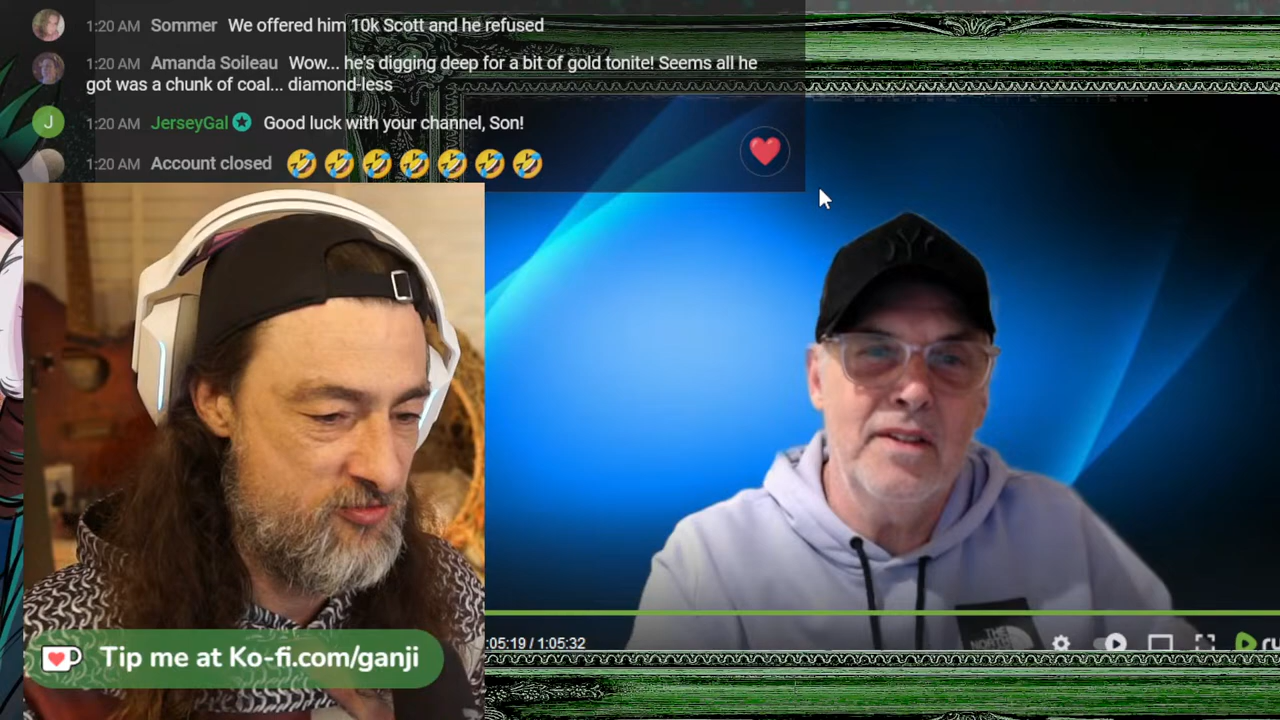 1:20 AM Sommer We offered him 10k Scott and he refused
1:20 AM Amanda Soileau Wow... he's digging deep for a bit of gold tonite! Seems all he
got was a chunk of coal... diamond-less
J 1:20 AM JerseyGal Good luck with your channel, Son!
1:20 AM Account closed
Tip me at Ko-fi.com/ganji
:05:19 / 1:05:32
THE
NORTH